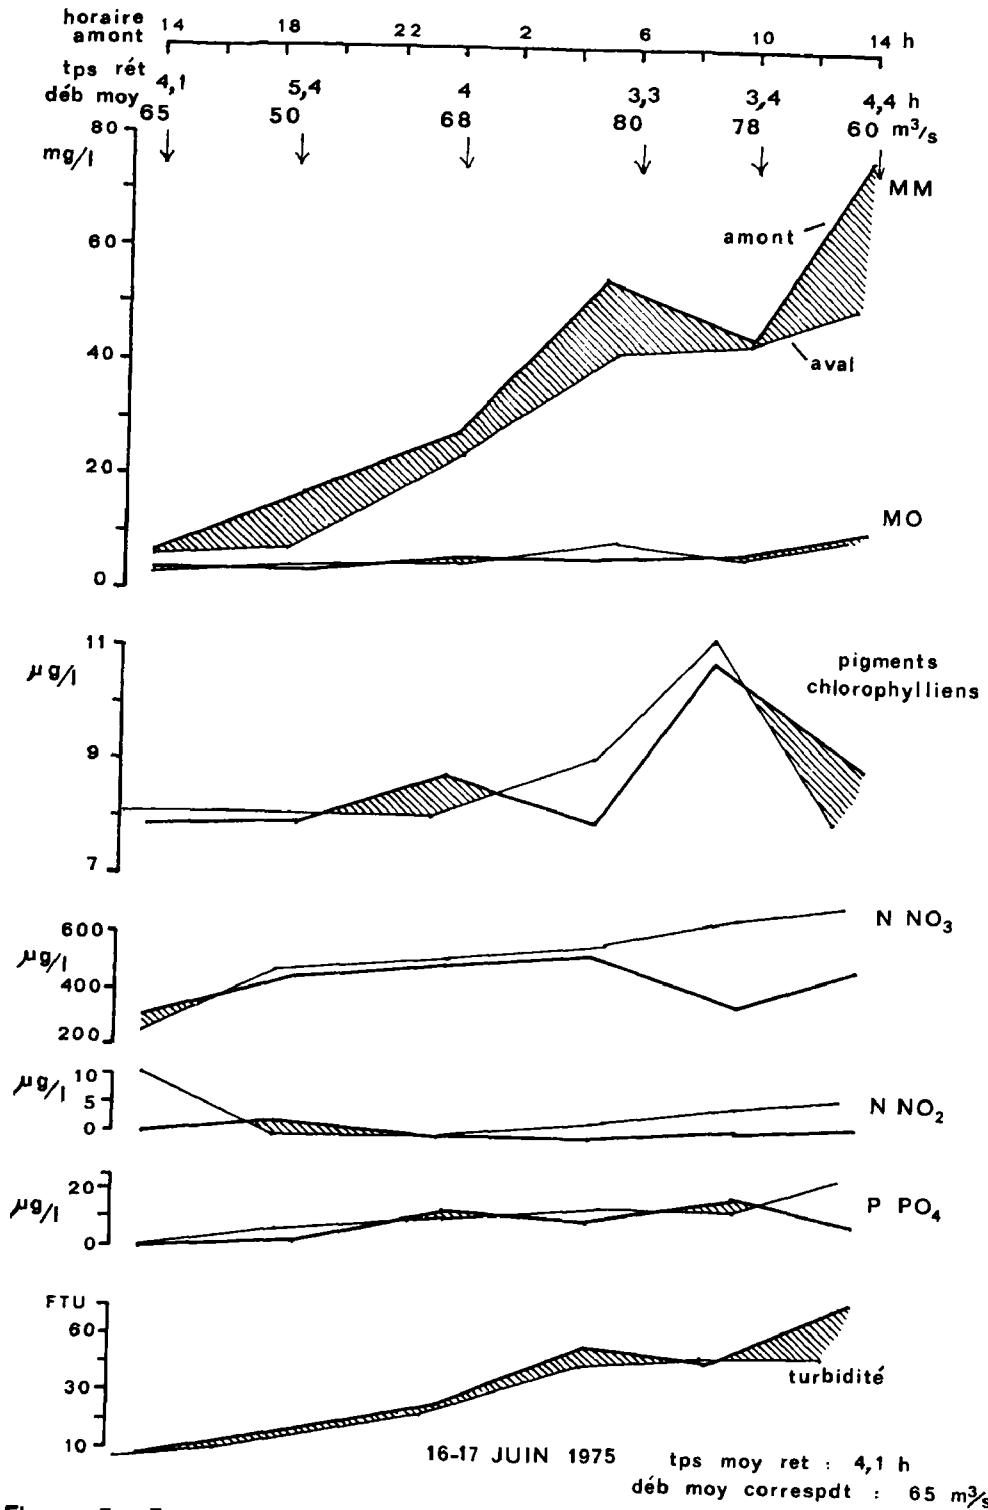 horaire
amont
14 18 22 2 6 10 14 h
tps rét 4,1 5,4 4 3,3 3,4 4,4 h
déb moy 65 50 68 80 78 60 m³/s
80
mg/l
MM
60
amont
40
aval
20
MO
0
11
µg/l
pigments
chlorophylliens
9
7
600
N NO₃
µg/l
400
200
µg/l
10
5
N NO₂
0
20
µg/l
P PO₄
0
FTU
60
turbidité
30
10
16-17 JUIN 1975
tps moy ret : 4,1 h
déb moy correspdt : 65 m³/s